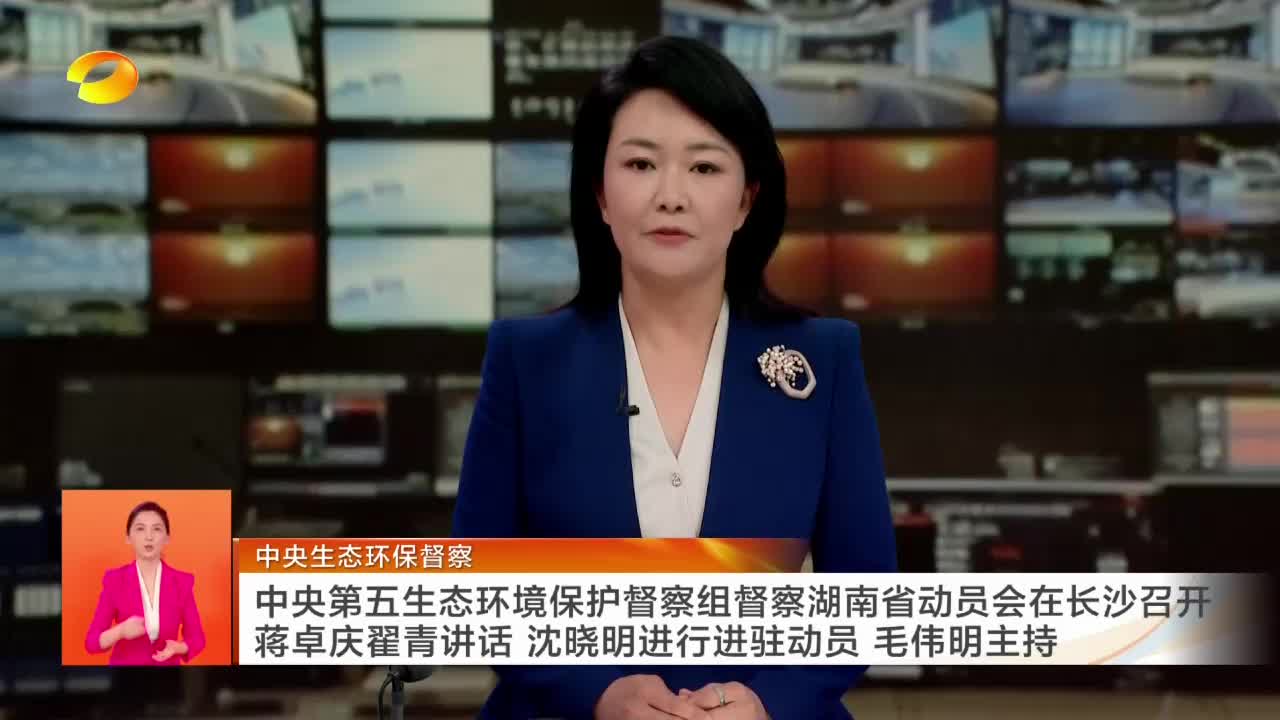 中央生态环保督察
中央第五生态环境保护督察组督察湖南省动员会在长沙召开
蒋卓庆翟青讲话 沈晓明进行进驻动员 毛伟明主持